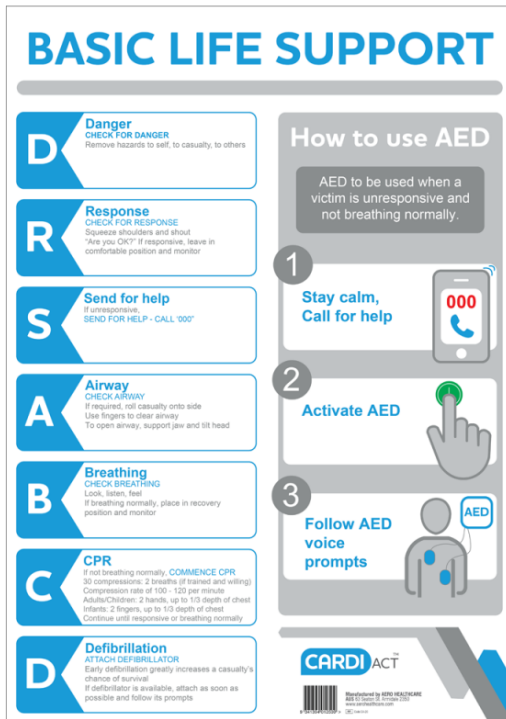 BASIC LIFE SUPPORT
D
Danger
CHECK FOR DANGER
Remove hazards to self, to casualty, to others
R
Response
CHECK FOR RESPONSE
Squeeze shoulders and shout
"Are you OK?" If responsive, leave in
comfortable position and monitor
S
Send for help
If unresponsive,
SEND FOR HELP - CALL '000"
A
Airway
CHECK AIRWAY
If required, roll casualty onto side
Use fingers to clear airway
To open airway, support jaw and tilt head
B
Breathing
CHECK BREATHING
Look, listen, feel
If breathing normally, place in recovery
position and monitor
C
CPR
If not breathing normally, COMMENCE CPR
30 compressions: 2 breaths (if trained and willing)
Compression rate of 100 - 120 per minute
Adults/Children: 2 hands, up to 1/3 depth of chest
Infants: 2 fingers, up to 1/3 depth of chest
Continue until responsive or breathing normally
D
Defibrillation
ATTACH DEFIBRILLATOR
Early defibrillation greatly increases a casualty's
chance of survival
If defibrillator is available, attach as soon as
possible and follow its prompts
How to use AED
AED to be used when a
victim is unresponsive and
not breathing normally.
1
Stay calm,
Call for help
000
2
Activate AED
3
Follow AED
voice
prompts
AED
CARDIACT™
Manufactured by AERO HEALTHCARE